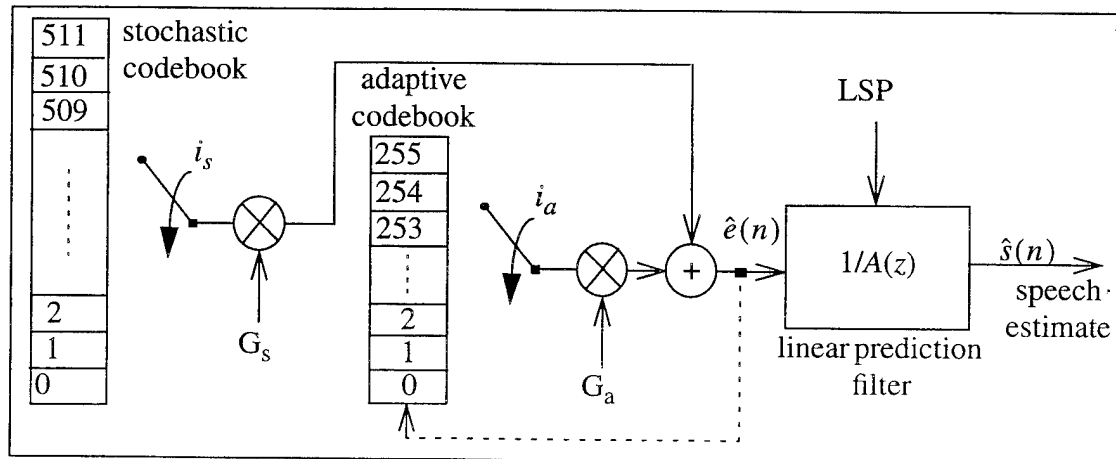 511
510
509
2
1
0
stochastic
codebook
i_s
G_s
adaptive
codebook
255
254
253
2
1
0
i_a
G_a
+
ê(n)
LSP
1/A(z)
linear prediction
filter
ŝ(n)
speech
estimate